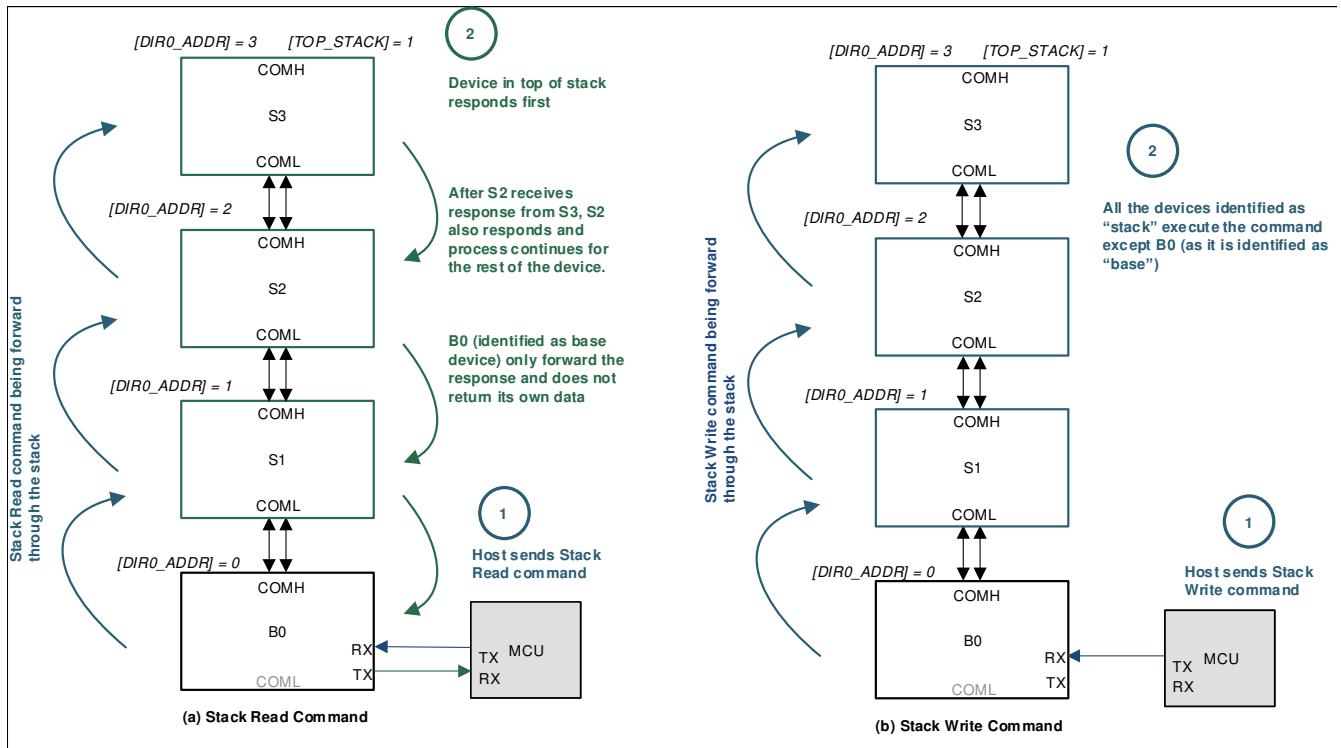 [DIR0_ADDR] = 3
[TOP_STACK] = 1
2
Device in top of stack
responds first
COMH
S3
COML
After S2 receives
response from S3, S2
also responds and
process continues for
the rest of the device.
[DIR0_ADDR] = 2
COMH
S2
COML
B0 (identified as base
device) only forward the
response and does not
return its own data
[DIR0_ADDR] = 1
COMH
S1
COML
Stack Read command being forward
through the stack
1
Host sends Stack
Read command
[DIR0_ADDR] = 0
COMH
B0
RX
TX
COML
TX
MCU
RX
(a) Stack Read Command
[DIR0_ADDR] = 3
[TOP_STACK] = 1
COMH
S3
COML
2
All the devices identified as
“stack” execute the command
except B0 (as it is identified as
“base”)
[DIR0_ADDR] = 2
COMH
S2
COML
[DIR0_ADDR] = 1
COMH
S1
COML
Stack Write command being forward
through the stack
1
Host sends Stack
Write command
[DIR0_ADDR] = 0
COMH
B0
RX
TX
COML
TX
MCU
RX
(b) Stack Write Command